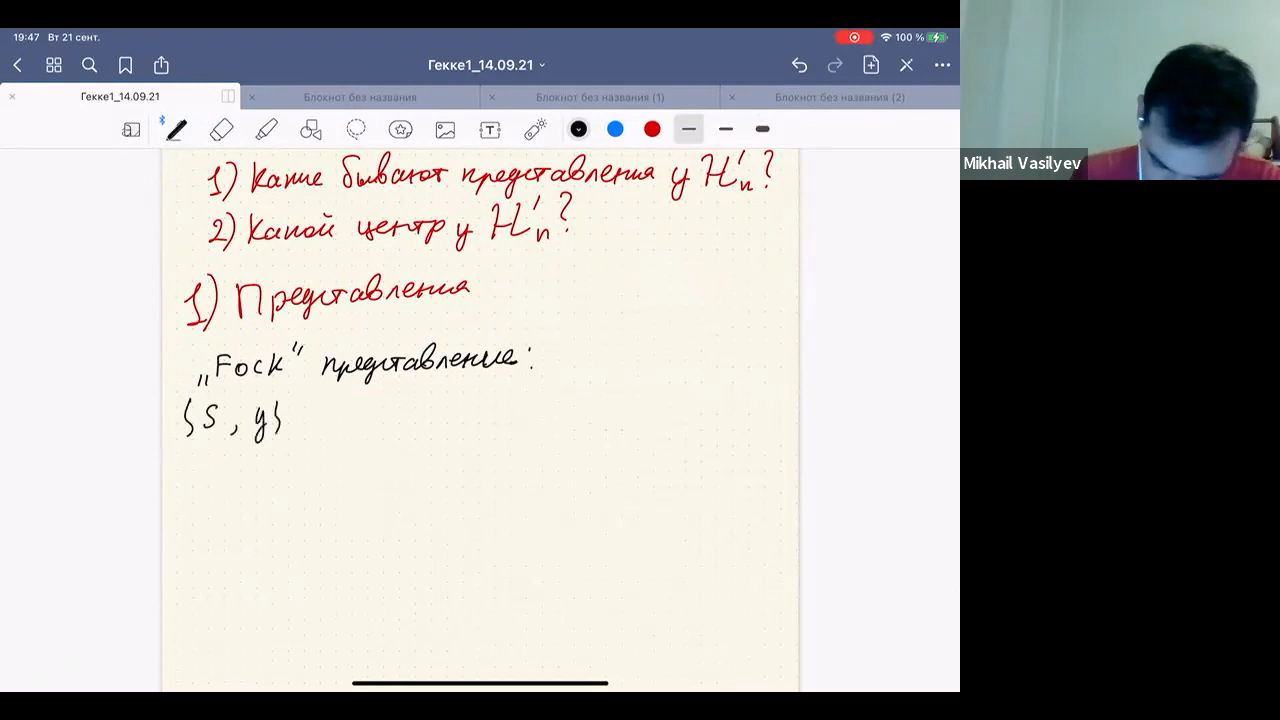 19:47 Вт 21 сент. 100 %
Гекке1_14.09.21
Гекке1_14.09.21 Блокнот без названия Блокнот без названия (1) Блокнот без названия (2)
1) Какие бывают представления у H'ₙ?
2) Какой центр у H'ₙ?
1) Представления
„Fock“ представление:
{S, y}
Mikhail Vasilyev